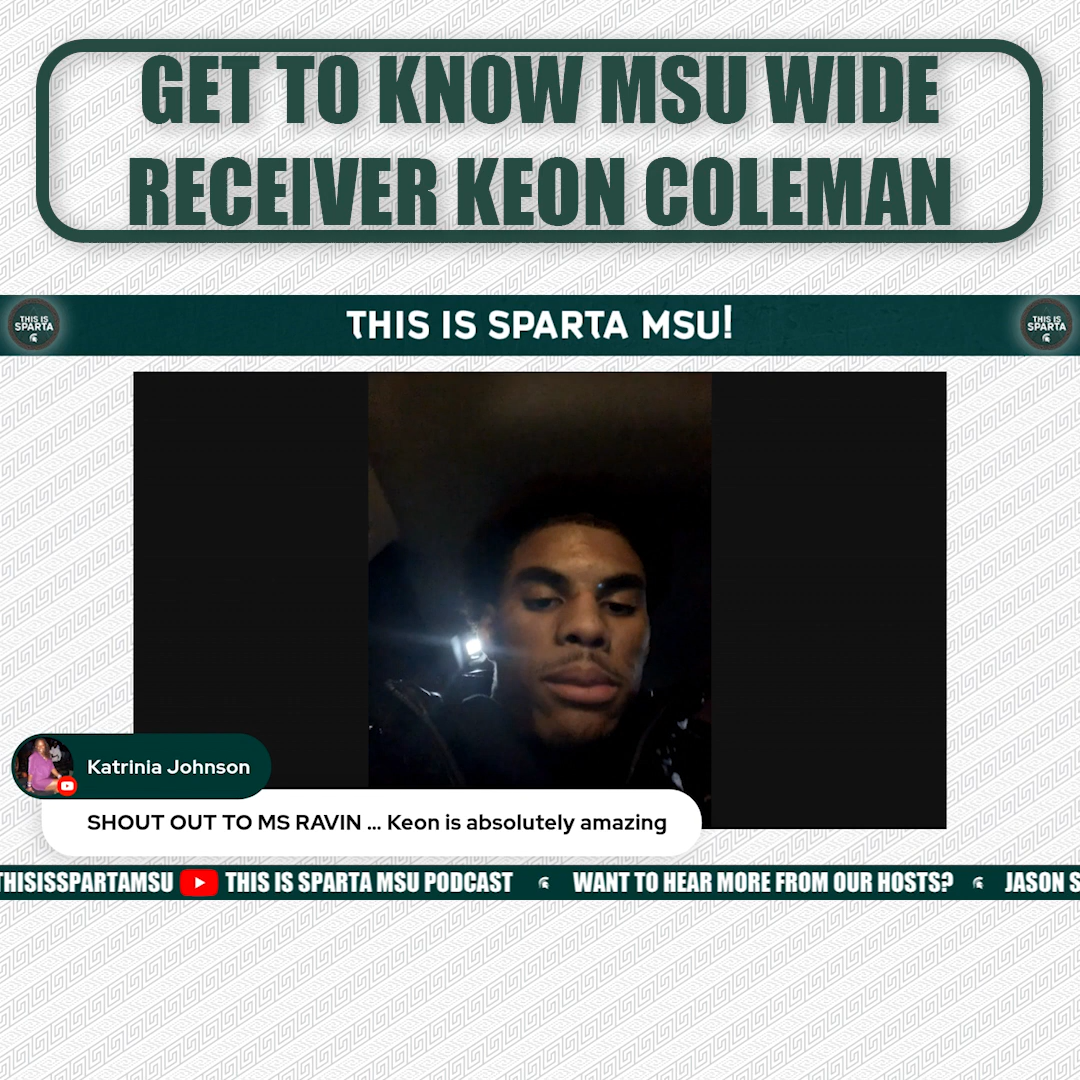 GET TO KNOW MSU WIDE
RECEIVER KEON COLEMAN
THIS IS
SPARTA
THIS IS SPARTA MSU!
THIS IS
SPARTA
Katrinia Johnson
SHOUT OUT TO MS RAVIN ... Keon is absolutely amazing
THISISSPARTAMSU THIS IS SPARTA MSU PODCAST WANT TO HEAR MORE FROM OUR HOSTS? JASON S